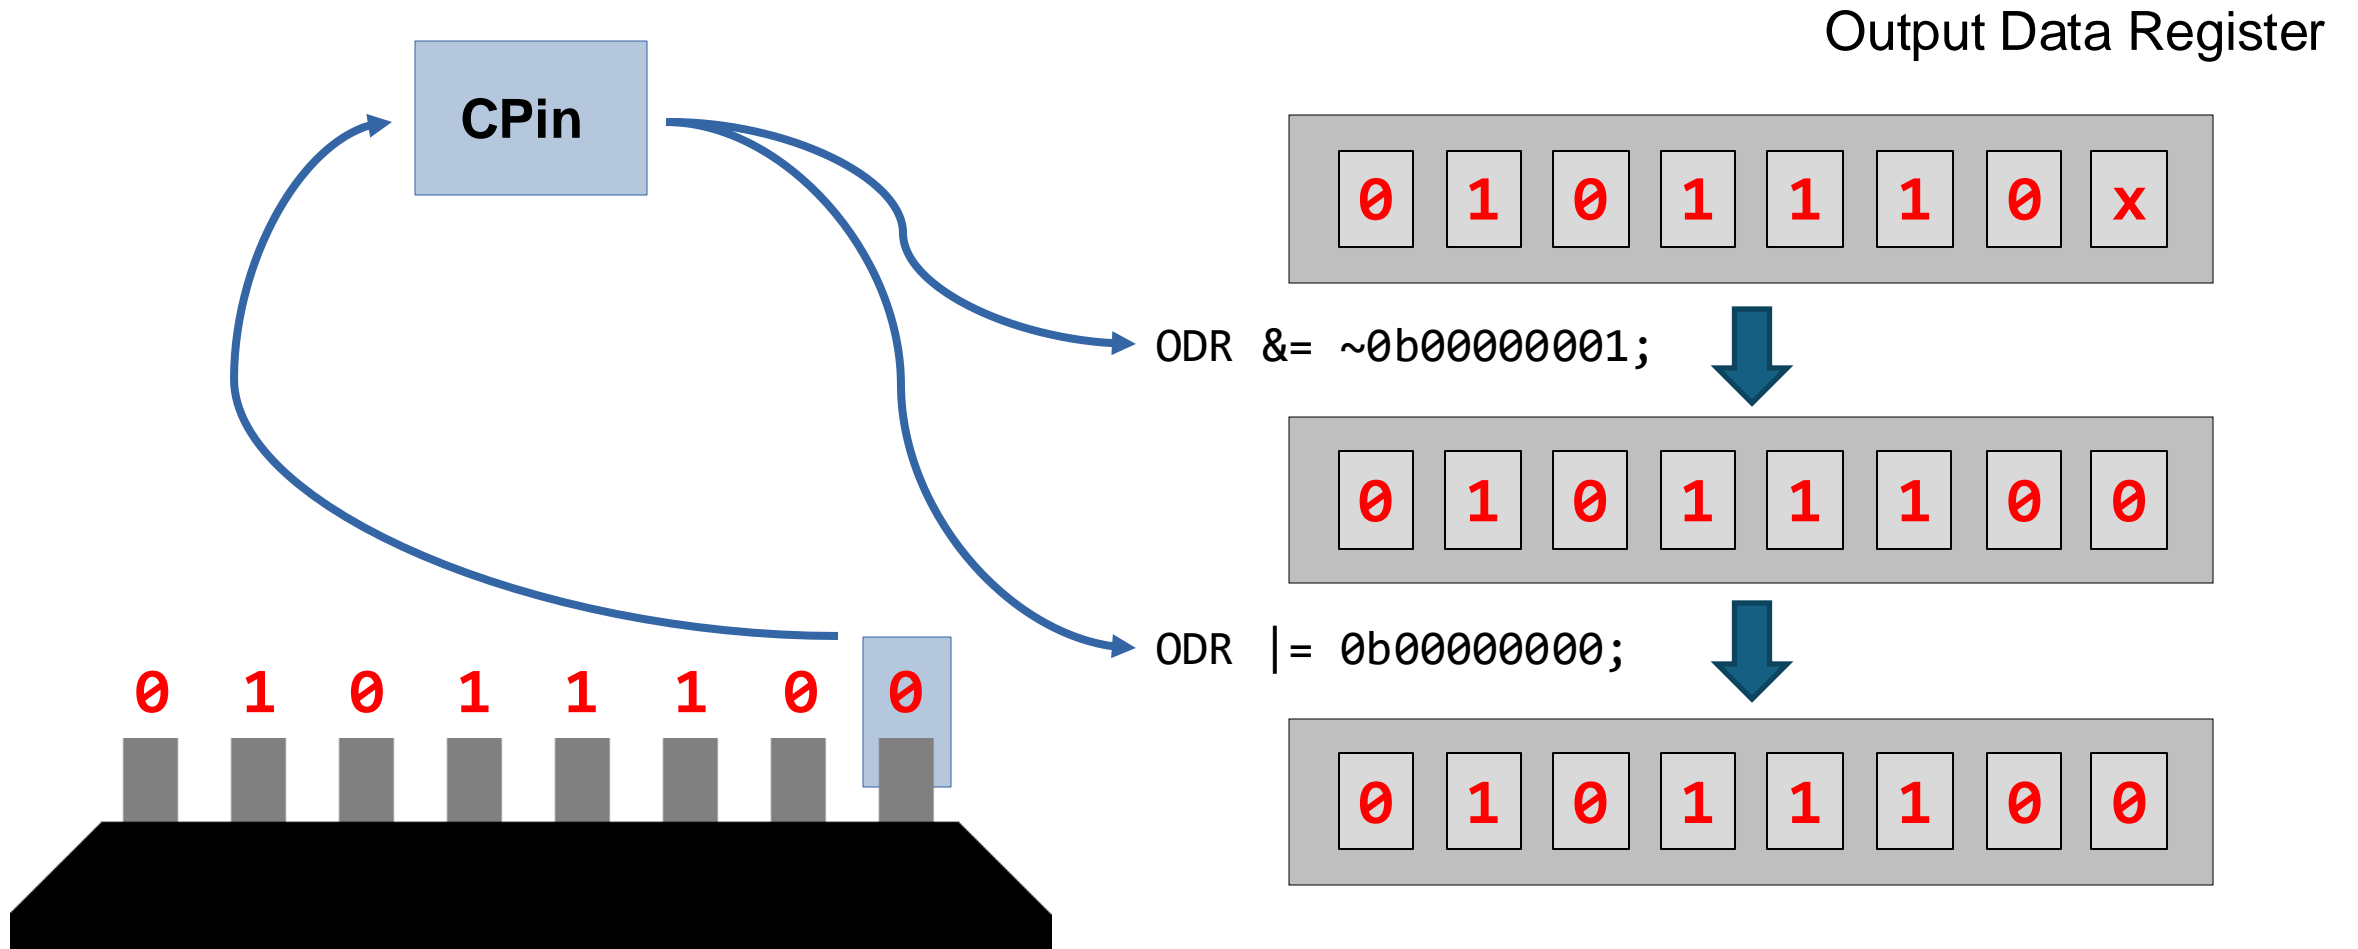 Output Data Register
CPin
0 1 0 1 1 1 0 x
ODR &= ~0b00000001;
0 1 0 1 1 1 0 0
ODR |= 0b00000000;
0 1 0 1 1 1 0 0
0 1 0 1 1 1 0 0